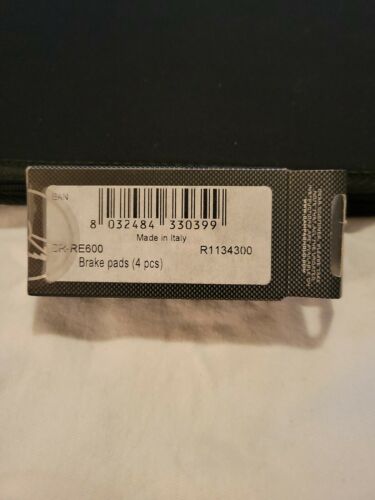 EAN
8 032484 330399
Made in Italy
BR-RE600
R1134300
Brake pads (4 pcs)